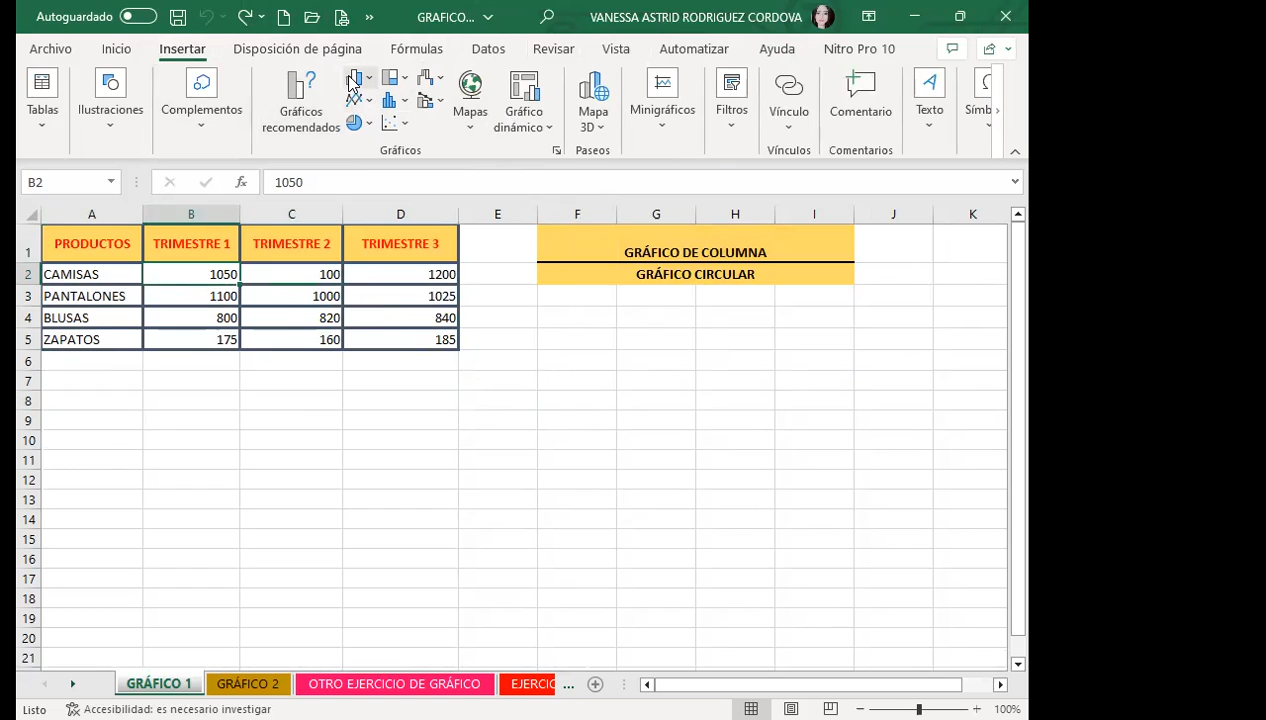 Autoguardado
GRAFICO...
VANESSA ASTRID RODRIGUEZ CORDOVA
Archivo Inicio Insertar Disposición de página Fórmulas Datos Revisar Vista Automatizar Ayuda Nitro Pro 10
Tablas
Ilustraciones
Complementos
Gráficos recomendados
Mapas
Gráfico dinámico
Mapa 3D
Minigráficos
Filtros
Vínculo
Comentario
Texto
Símb
Gráficos Paseos Vínculos Comentarios
B2 fx 1050
A B C D E F G H I J K
1 PRODUCTOS TRIMESTRE 1 TRIMESTRE 2 TRIMESTRE 3 GRÁFICO DE COLUMNA
2 CAMISAS 1050 100 1200 GRÁFICO CIRCULAR
3 PANTALONES 1100 1000 1025
4 BLUSAS 800 820 840
5 ZAPATOS 175 160 185
6
7
8
9
10
11
12
13
14
15
16
17
18
19
20
21
GRÁFICO 1 GRÁFICO 2 OTRO EJERCICIO DE GRÁFICO EJERCIC ...
Listo Accesibilidad: es necesario investigar 100%